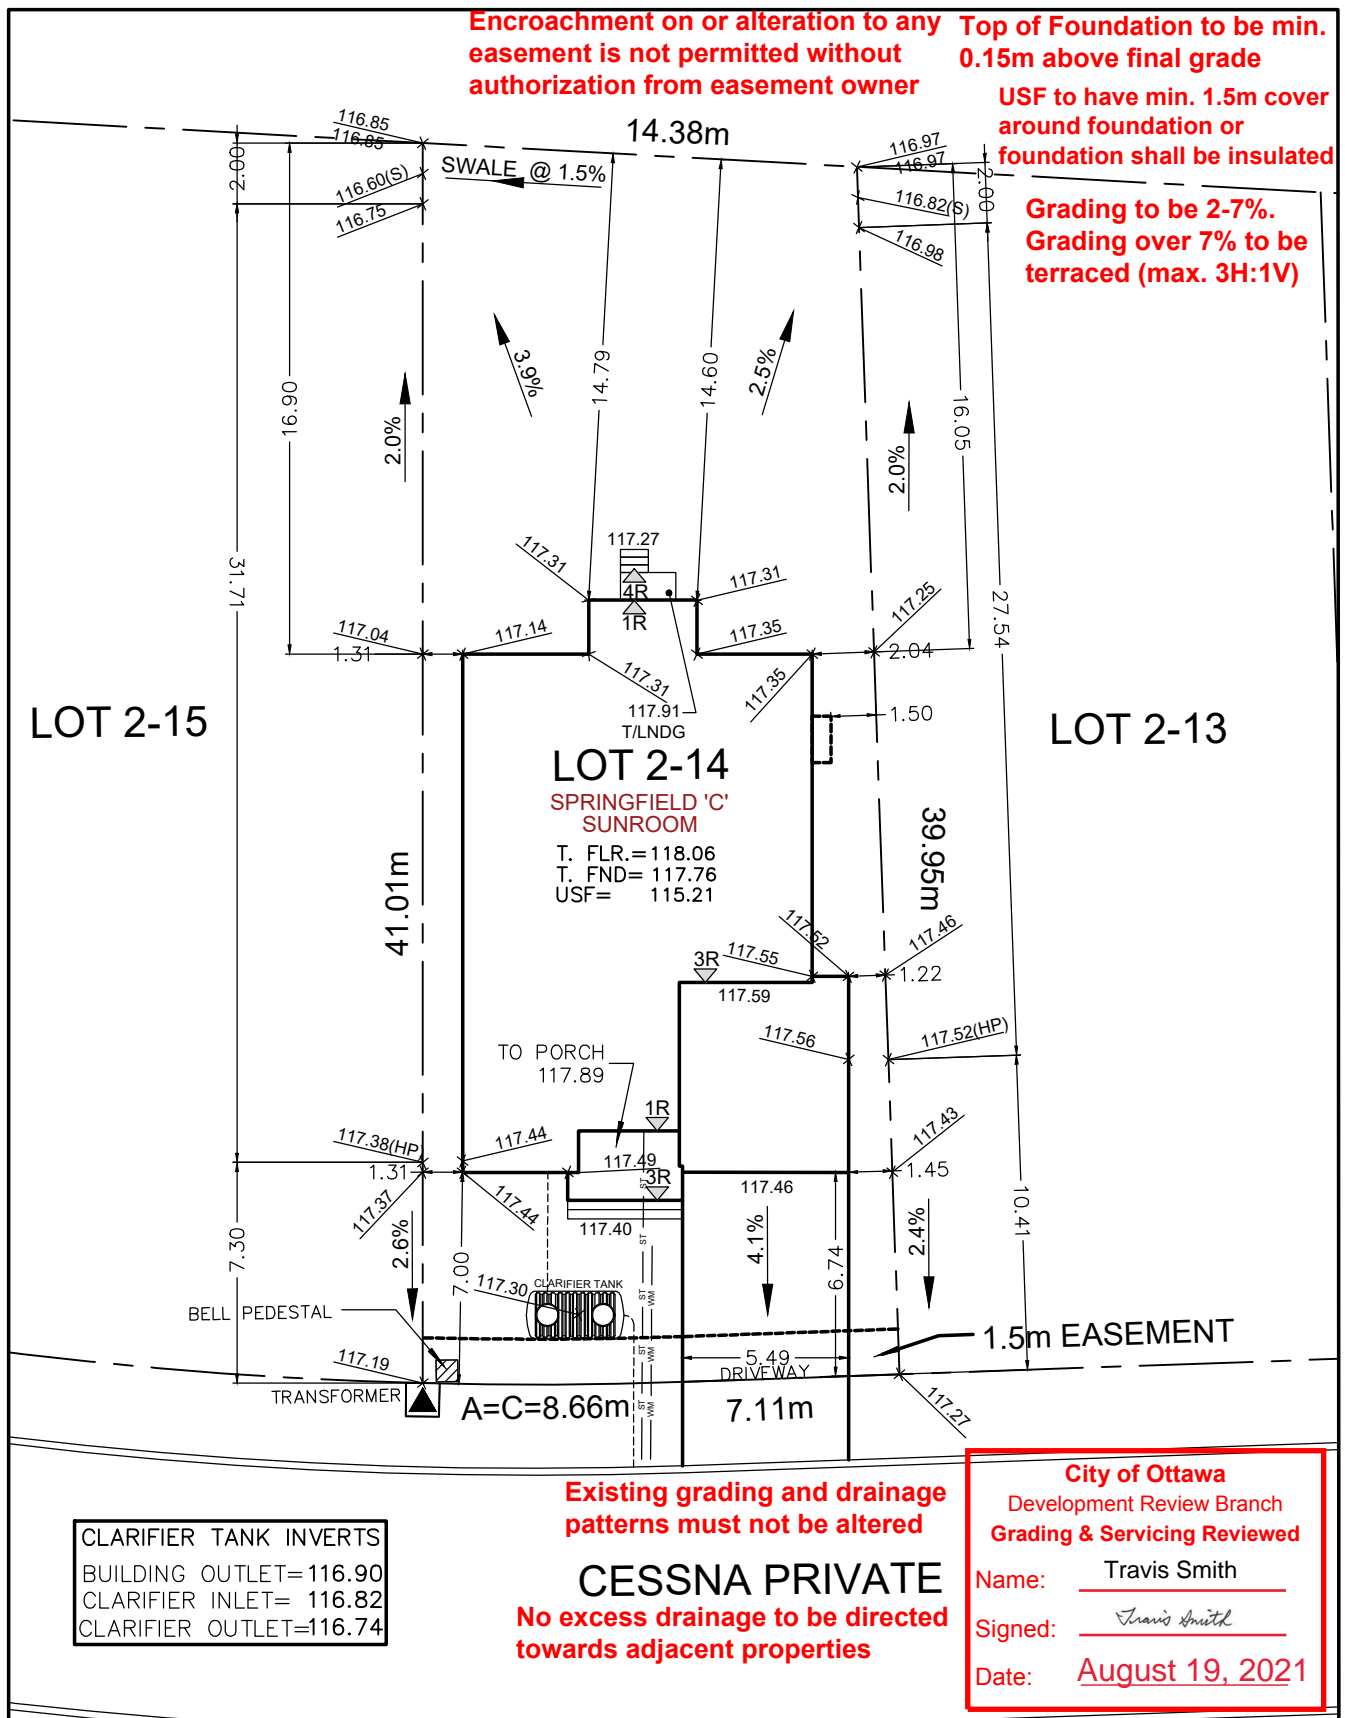 Encroachment on or alteration to any
easement is not permitted without
authorization from easement owner
Top of Foundation to be min.
0.15m above final grade
USF to have min. 1.5m cover
around foundation or
foundation shall be insulated
Grading to be 2-7%.
Grading over 7% to be
terraced (max. 3H:1V)
116.85
116.85
14.38m
116.97
116.97
2.00
SWALE @ 1.5%
2.00
116.60(S)
116.82(S)
116.75
116.98
3.9%
14.79
14.60
2.5%
16.90
16.05
2.0%
2.0%
31.71
27.54
117.31
117.27
117.31
117.25
4R
1R
117.04
117.14
117.35
1.31
2.04
117.31
117.35
117.91
T/LNDG
1.50
LOT 2-15
LOT 2-13
LOT 2-14
SPRINGFIELD 'C'
SUNROOM
T. FLR.= 118.06
T. FND= 117.76
USF= 115.21
41.01m
39.95m
117.52
117.46
117.55
3R
1.22
117.59
117.56
117.52(HP)
TO PORCH
117.89
1R
117.38(HP)
117.44
117.43
117.49
1.31
3R
ST
117.46
1.45
117.37
117.44
117.40
10.41
7.30
2.6%
7.00
4.1%
6.74
2.4%
ST
117.30
CLARIFIER TANK
ST
WM
BELL PEDESTAL
1.5m EASEMENT
117.19
5.49
DRIVEWAY
ST
WM
TRANSFORMER
A=C=8.66m
ST
WM
7.11m
117.27
Existing grading and drainage
patterns must not be altered
CESSNA PRIVATE
No excess drainage to be directed
towards adjacent properties
CLARIFIER TANK INVERTS
BUILDING OUTLET= 116.90
CLARIFIER INLET= 116.82
CLARIFIER OUTLET=116.74
City of Ottawa
Development Review Branch
Grading & Servicing Reviewed
Name: Travis Smith
Signed: Travis Smith
Date: August 19, 2021